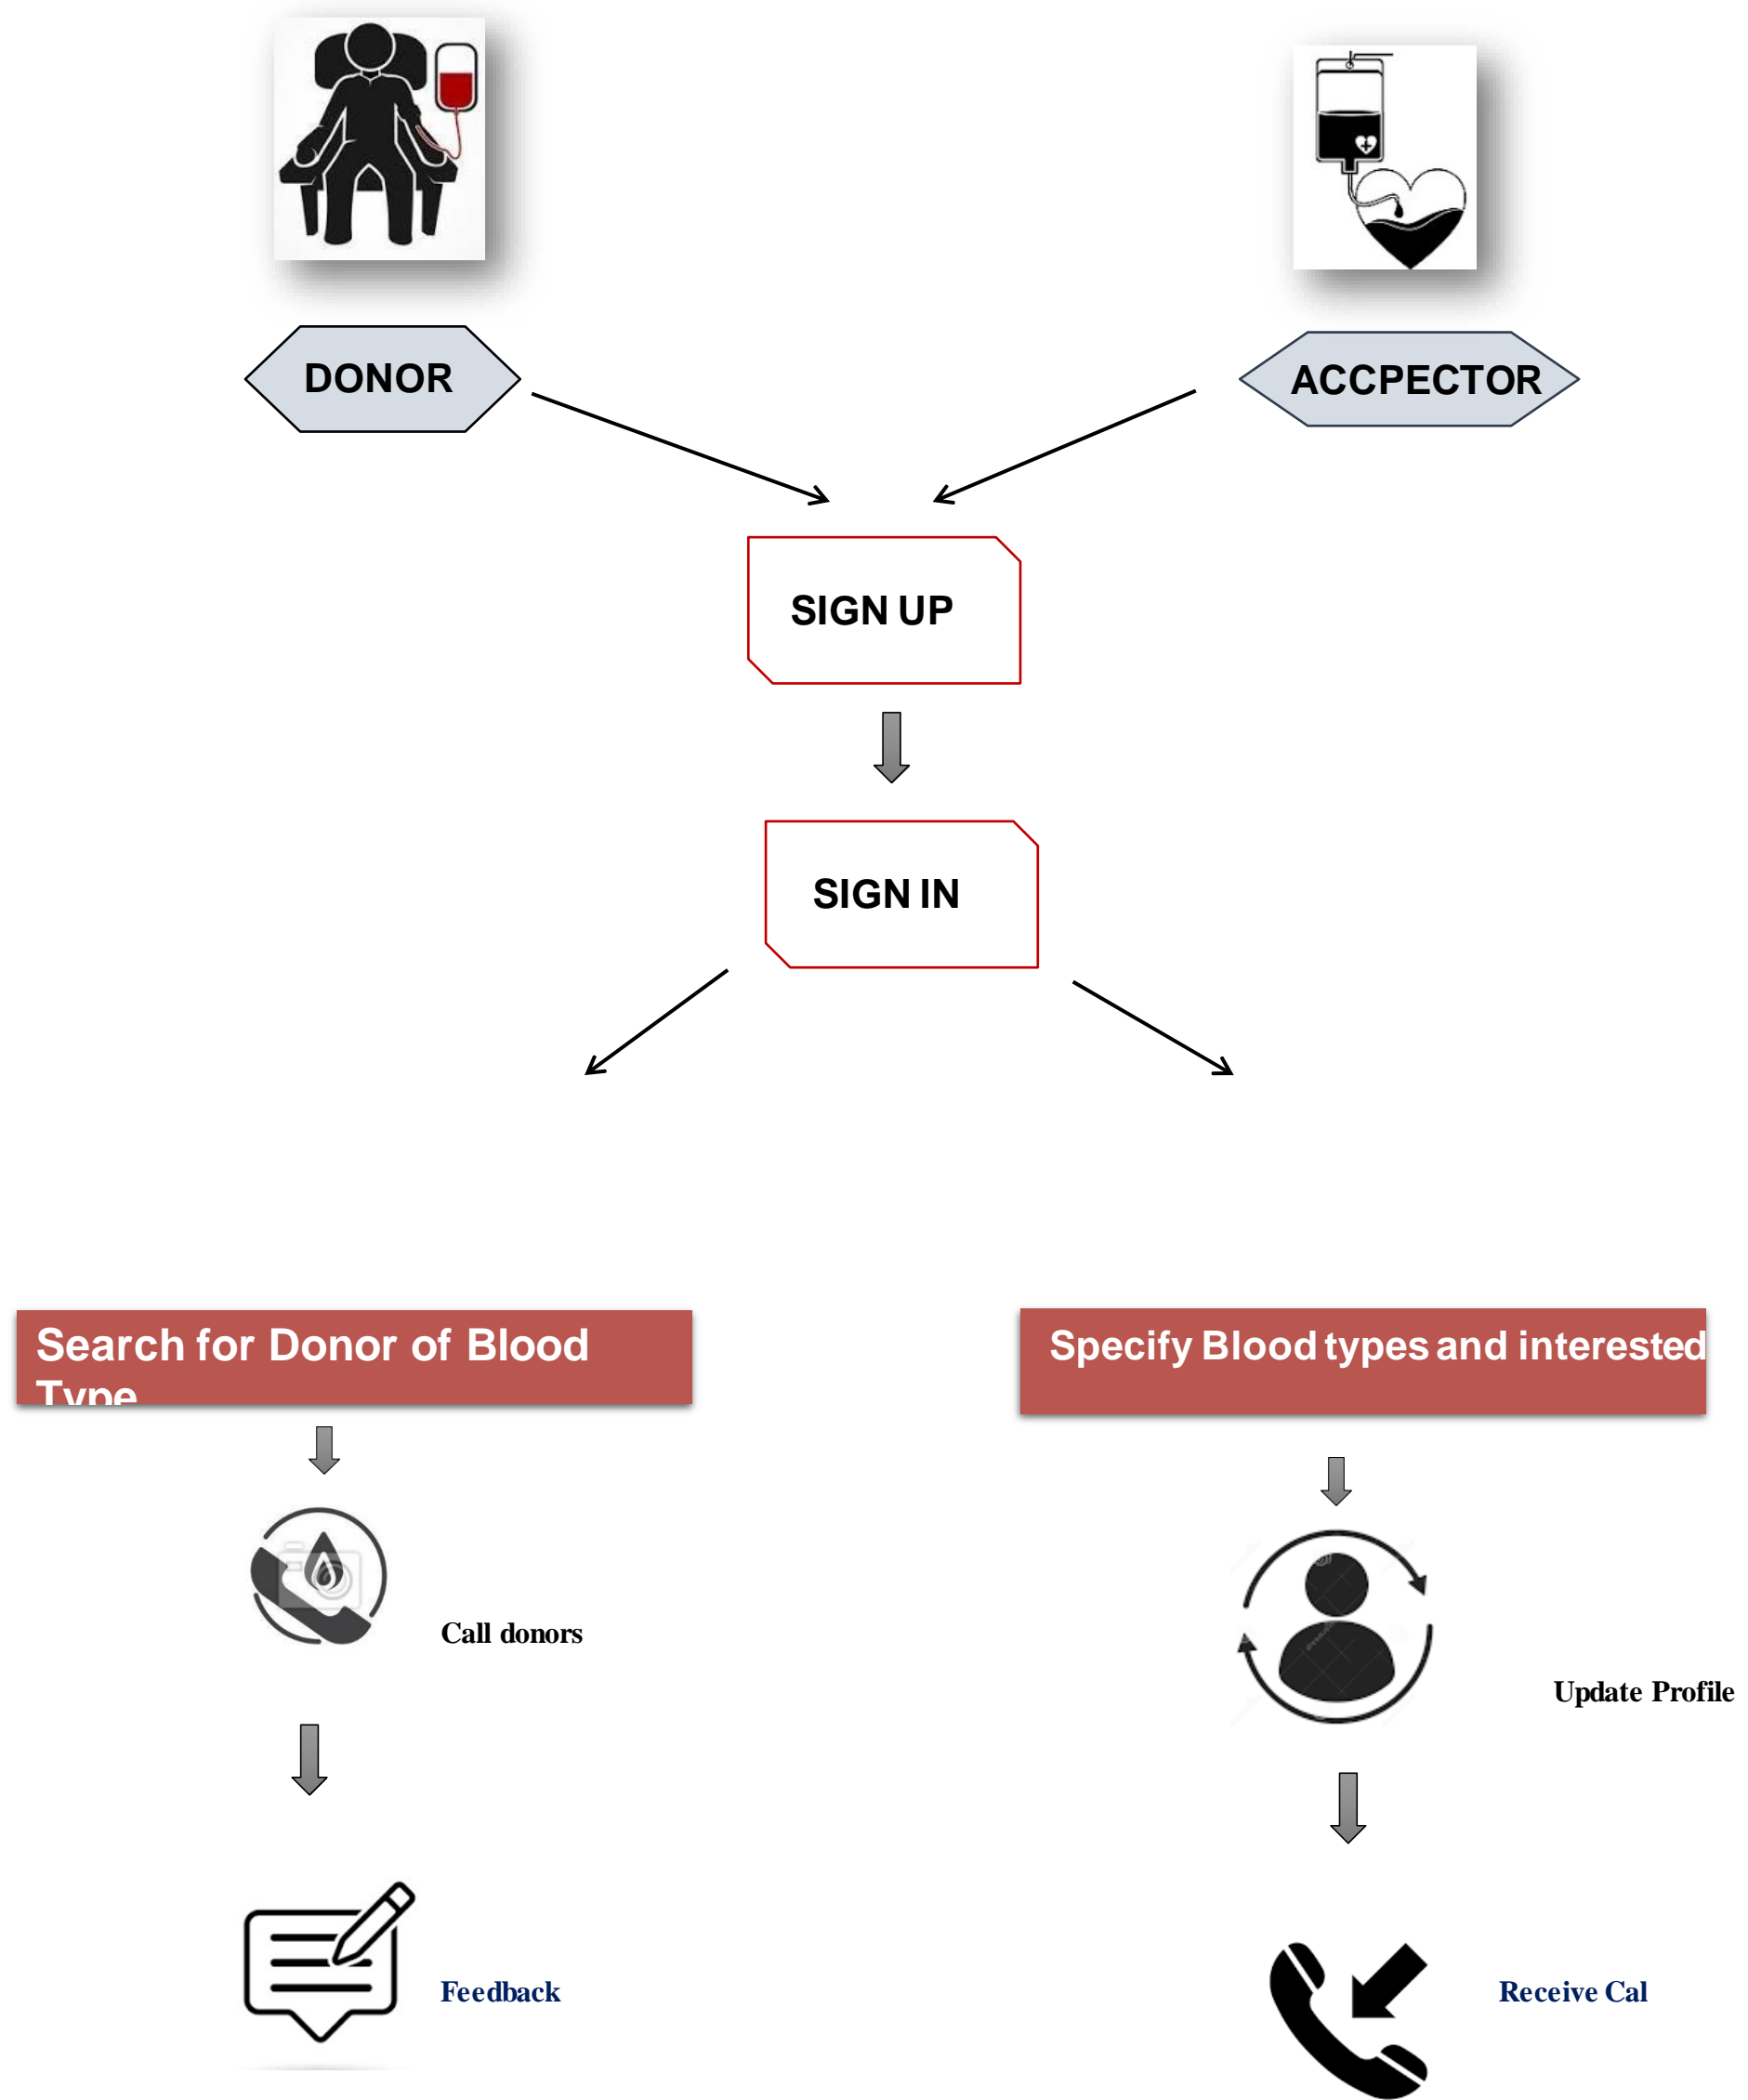 DONOR
ACCPECTOR
SIGN UP
SIGN IN
Search for Donor of Blood
Type
Specify Blood types and interested
Call donors
Update Profile
Feedback
Receive Cal